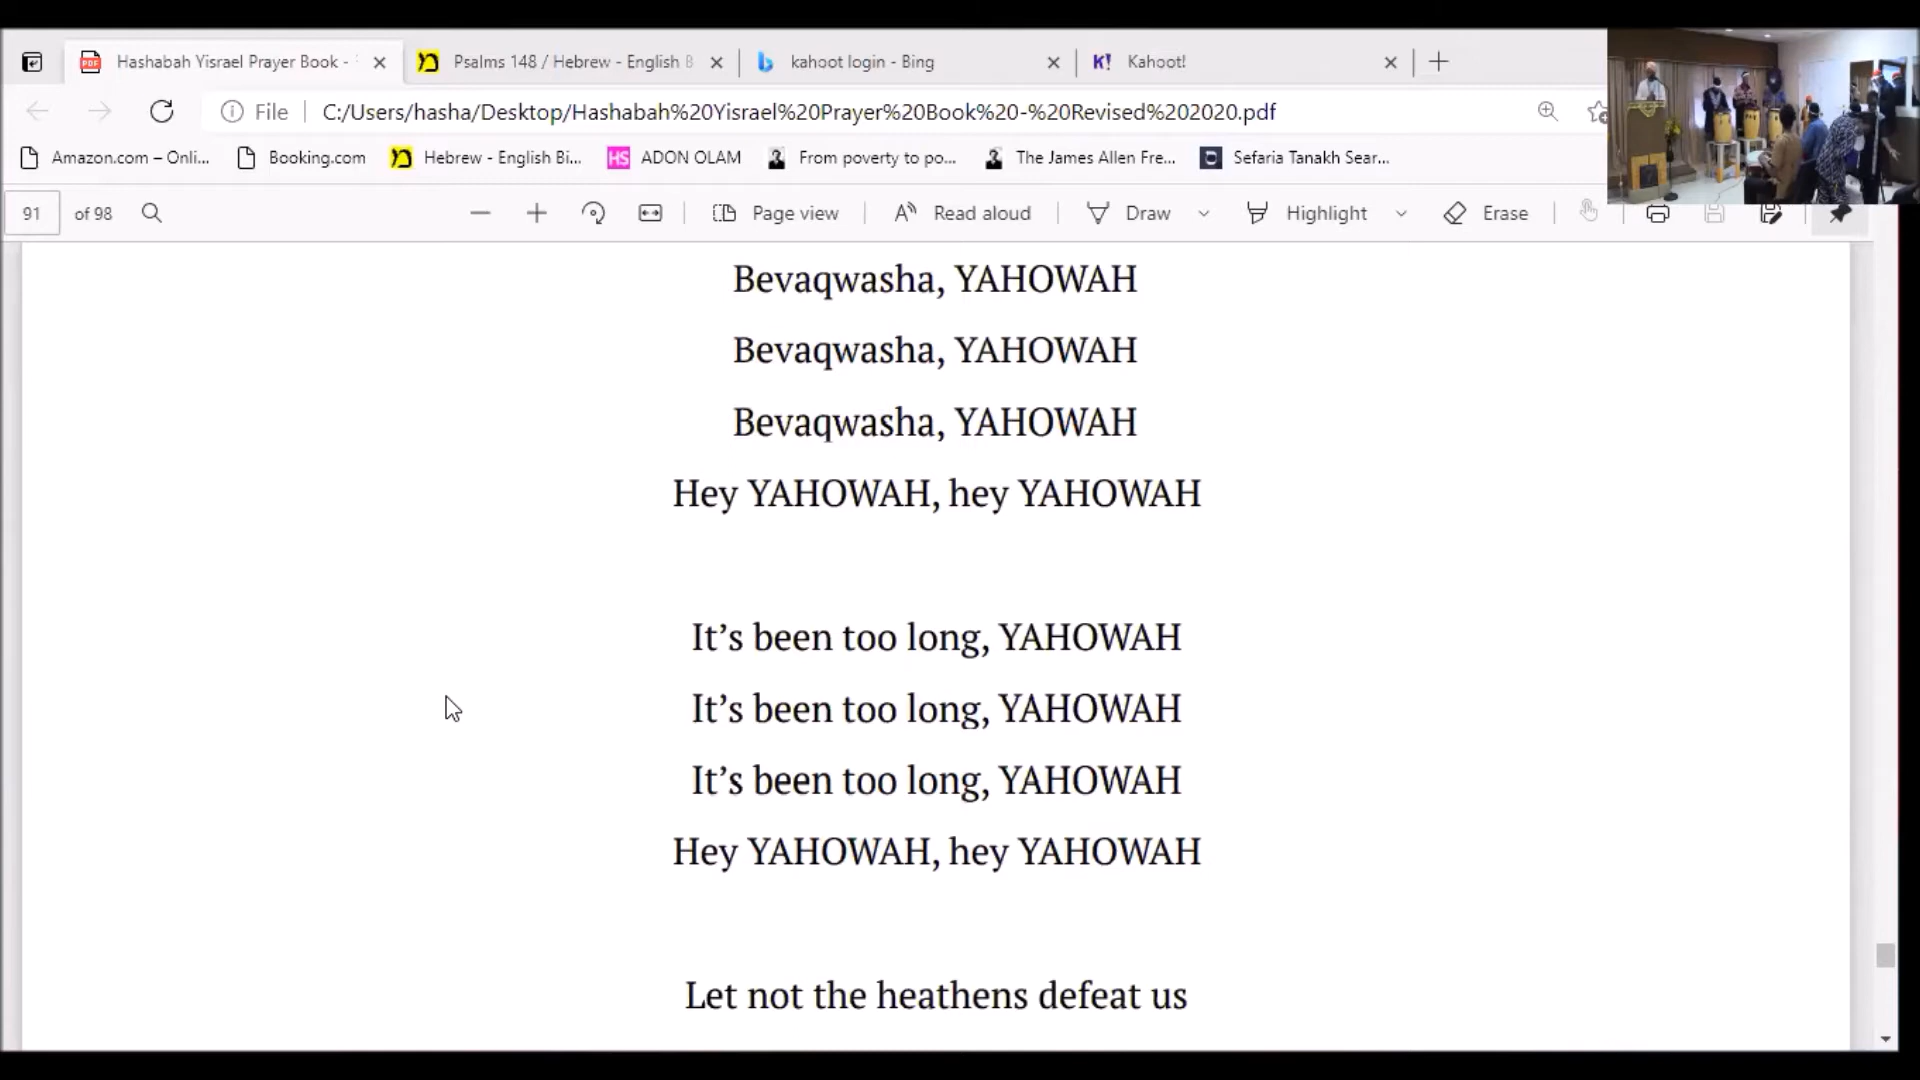 Hashabah Yisrael Prayer Book -
Psalms 148 / Hebrew - English B
kahoot login - Bing
K! Kahoot!
File C:/Users/hasha/Desktop/Hashabah%20Yisrael%20Prayer%20Book%20-%20Revised%202020.pdf
Amazon.com – Onli...
Booking.com
Hebrew - English Bi...
HS ADON OLAM
From poverty to po...
The James Allen Fre...
Sefaria Tanakh Sear...
91 of 98
Page view
Read aloud
Draw
Highlight
Erase
Bevaqwasha, YAHOWAH
Bevaqwasha, YAHOWAH
Bevaqwasha, YAHOWAH
Hey YAHOWAH, hey YAHOWAH
It’s been too long, YAHOWAH
It’s been too long, YAHOWAH
It’s been too long, YAHOWAH
Hey YAHOWAH, hey YAHOWAH
Let not the heathens defeat us